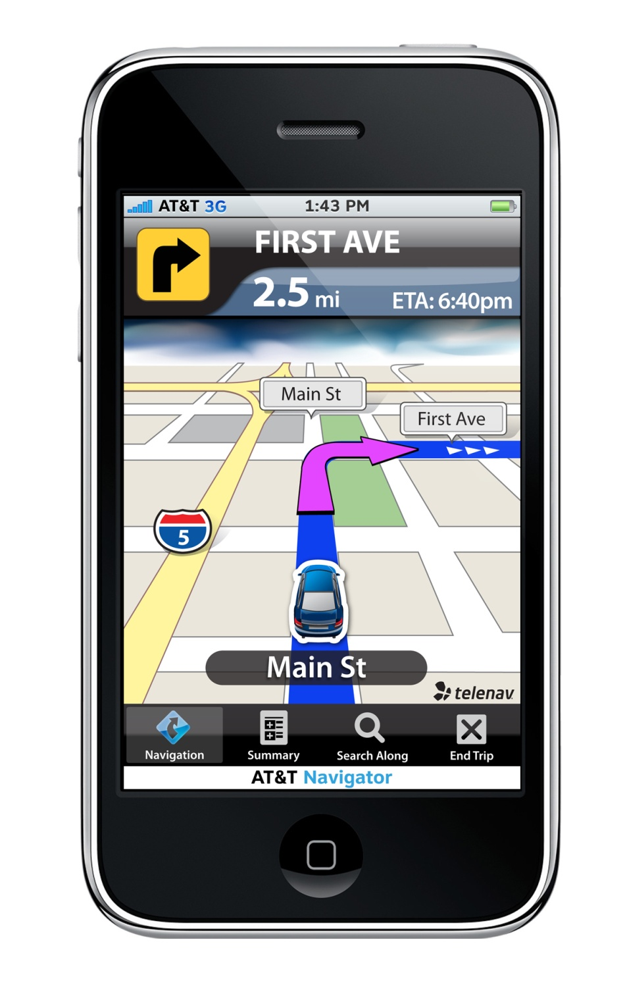 AT&T 3G 1:43 PM
FIRST AVE
2.5 mi ETA: 6:40pm
Main St
First Ave
5
Main St
telenav
Navigation Summary Search Along End Trip
AT&T Navigator